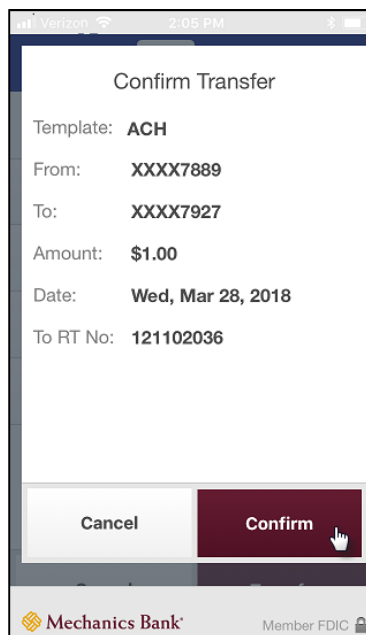 Verizon 2:05 PM
Confirm Transfer
Template: ACH
From: XXXX7889
To: XXXX7927
Amount: $1.00
Date: Wed, Mar 28, 2018
To RT No: 121102036
Cancel Confirm
Mechanics Bank Member FDIC